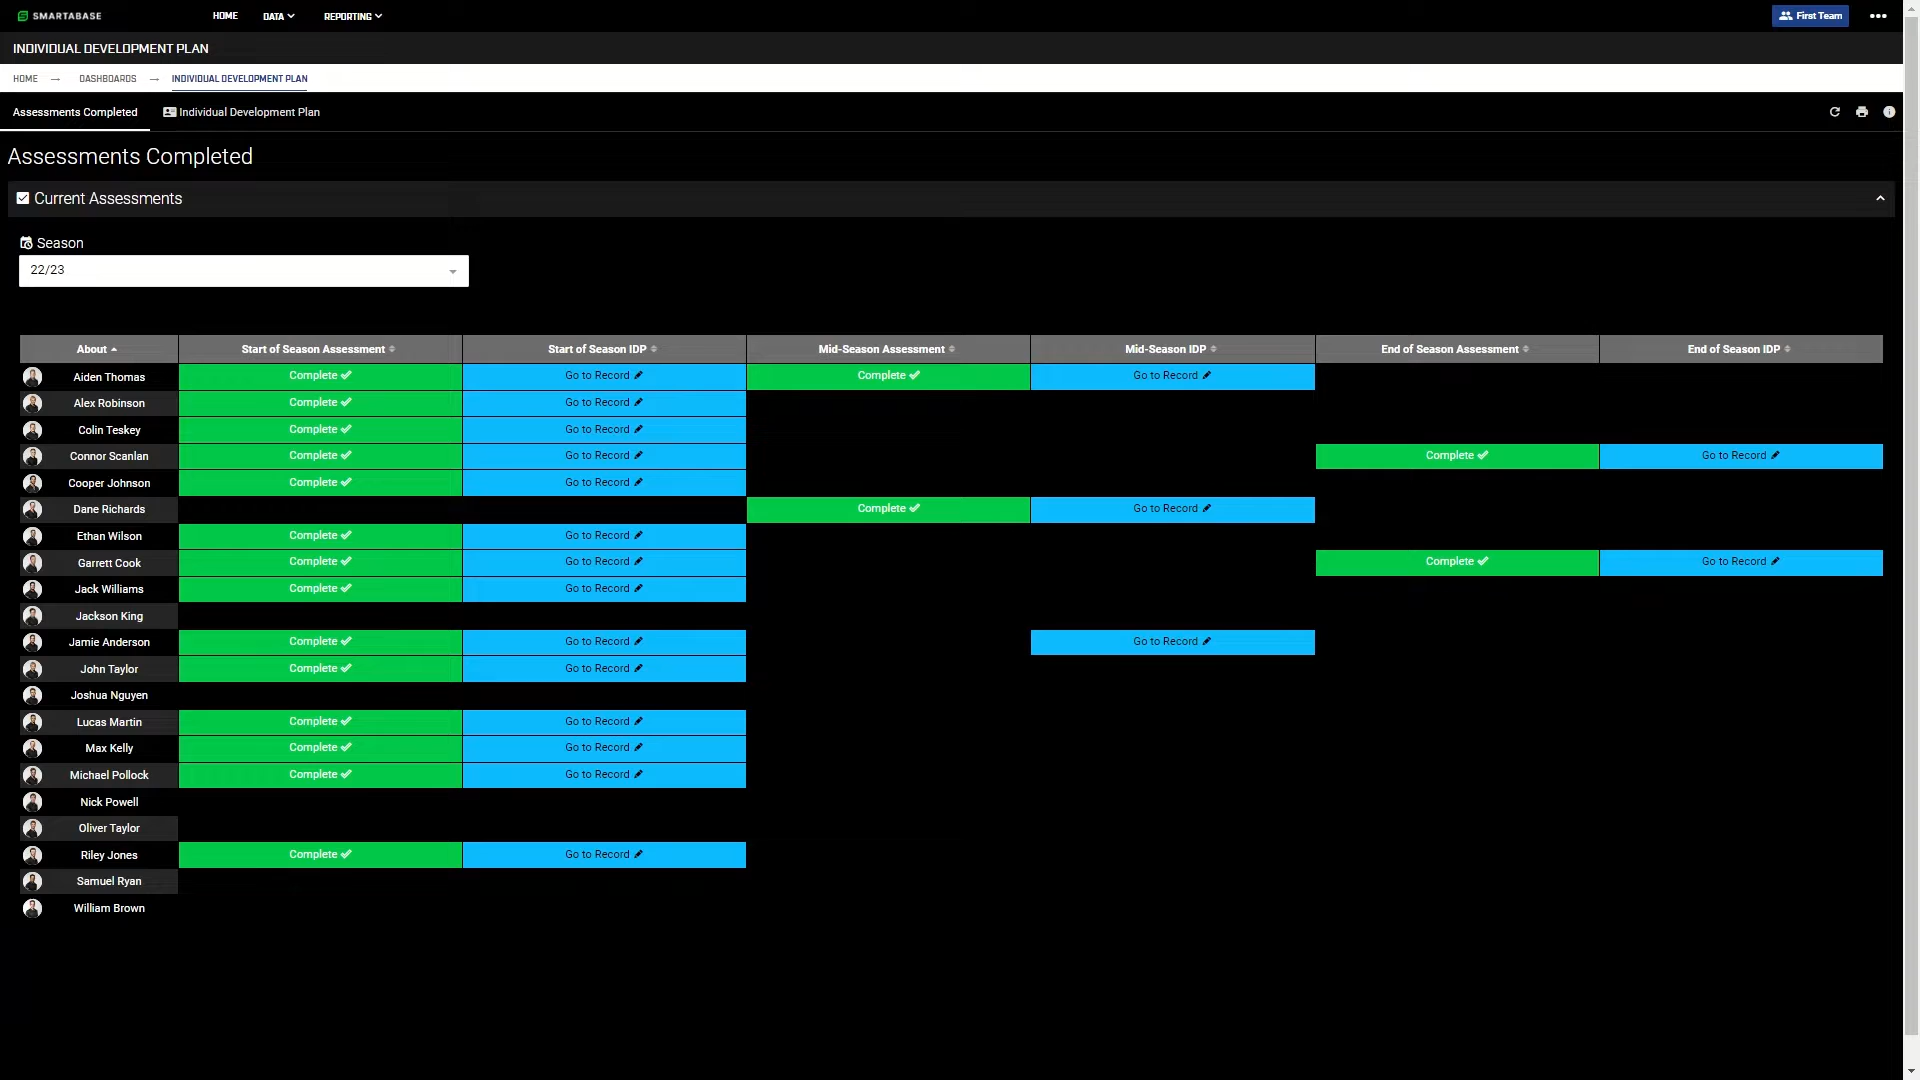 SMARTABASE HOME DATA REPORTING First Team
INDIVIDUAL DEVELOPMENT PLAN
HOME → DASHBOARDS → INDIVIDUAL DEVELOPMENT PLAN
Assessments Completed Individual Development Plan
Assessments Completed
Current Assessments
Season
22/23
About Start of Season Assessment Start of Season IDP Mid-Season Assessment Mid-Season IDP End of Season Assessment End of Season IDP
Aiden Thomas Complete Go to Record Complete Go to Record
Alex Robinson Complete Go to Record
Colin Teskey Complete Go to Record
Connor Scanlan Complete Go to Record Complete Go to Record
Cooper Johnson Complete Go to Record
Dane Richards Complete Go to Record
Ethan Wilson Complete Go to Record
Garrett Cook Complete Go to Record Complete Go to Record
Jack Williams Complete Go to Record
Jackson King
Jamie Anderson Complete Go to Record Go to Record
John Taylor Complete Go to Record
Joshua Nguyen
Lucas Martin Complete Go to Record
Max Kelly Complete Go to Record
Michael Pollock Complete Go to Record
Nick Powell
Oliver Taylor
Riley Jones Complete Go to Record
Samuel Ryan
William Brown